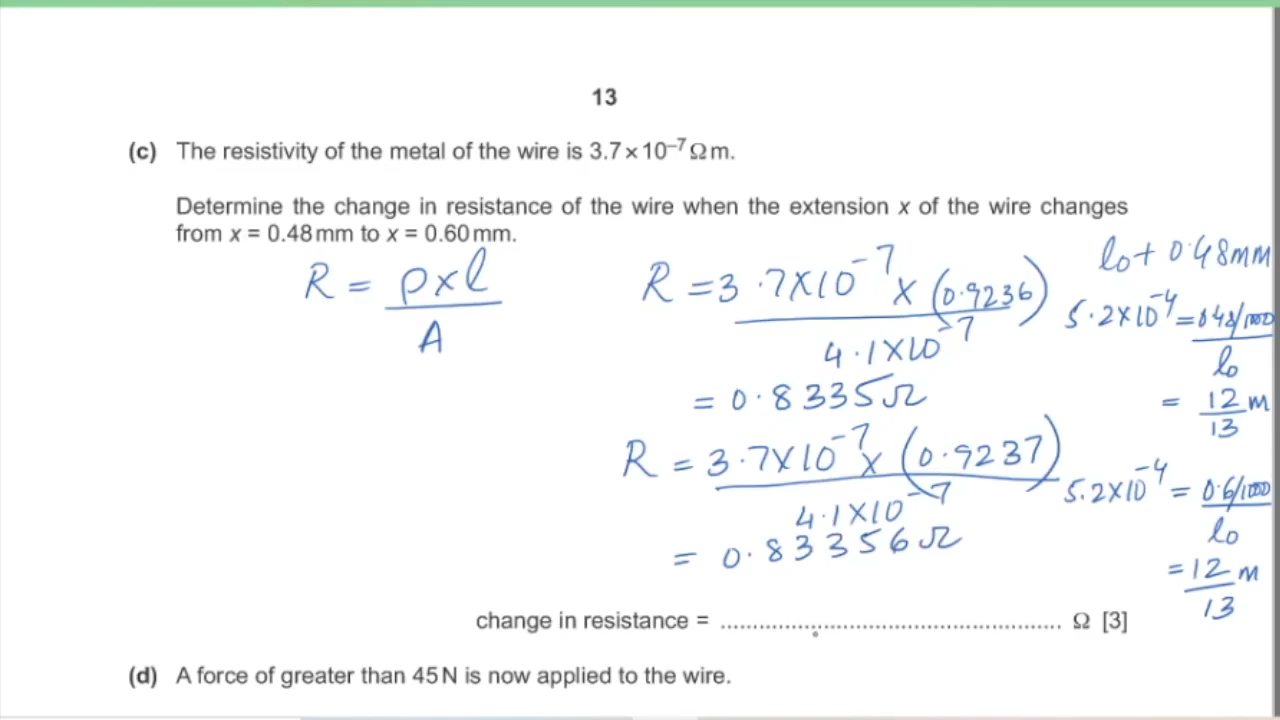 13
(c) The resistivity of the metal of the wire is 3.7 × 10⁻⁷ Ω m.
Determine the change in resistance of the wire when the extension x of the wire changes
from x = 0.48 mm to x = 0.60 mm.
R = ρ×l / A
R = 3.7×10⁻⁷ × (0.9236) / 4.1×10⁻⁷
= 0.8335Ω
R = 3.7×10⁻⁷ × (0.9237) / 4.1×10⁻⁷
= 0.83356Ω
l₀ + 0.48mm
5.2×10⁻⁴ = 0.48/1000 / l₀
= 12/13 m
5.2×10⁻⁴ = 0.6/1000 / l₀
= 12/13 m
change in resistance = ........................................................ Ω [3]
(d) A force of greater than 45 N is now applied to the wire.